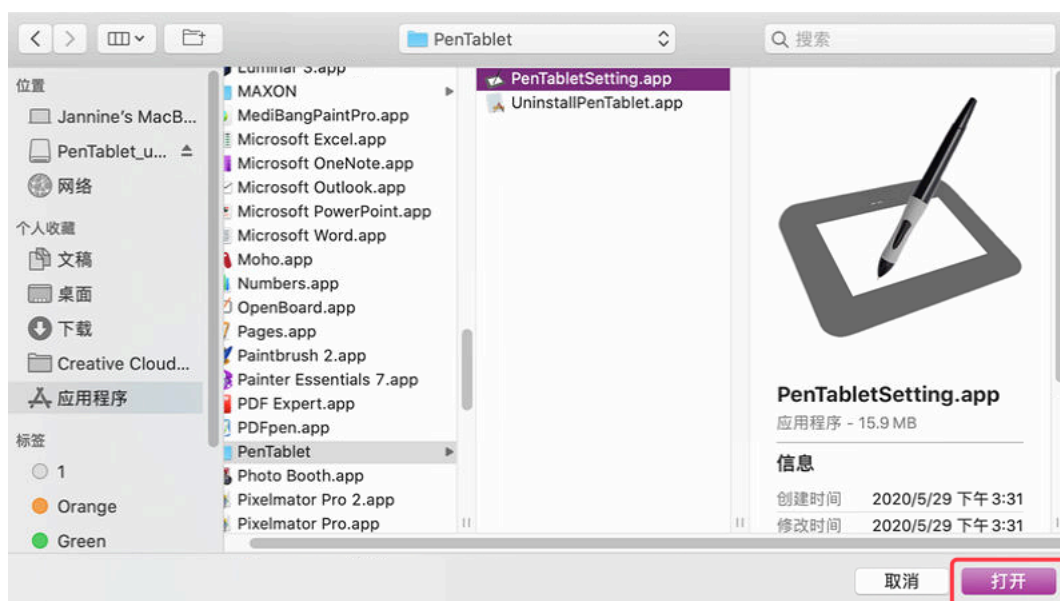 PenTablet
搜索
位置
Jannine's MacB...
PenTablet_u...
网络
个人收藏
文稿
桌面
下载
Creative Cloud...
应用程序
标签
1
Orange
Green
Luminar 3.app
MAXON
MediBangPaintPro.app
Microsoft Excel.app
Microsoft OneNote.app
Microsoft Outlook.app
Microsoft PowerPoint.app
Microsoft Word.app
Moho.app
Numbers.app
OpenBoard.app
Pages.app
Paintbrush 2.app
Painter Essentials 7.app
PDF Expert.app
PDFpen.app
PenTablet
Photo Booth.app
Pixelmator Pro 2.app
Pixelmator Pro.app
PenTabletSetting.app
UninstallPenTablet.app
PenTabletSetting.app
应用程序 - 15.9 MB
信息
创建时间 2020/5/29 下午 3:31
修改时间 2020/5/29 下午 3:31
取消
打开